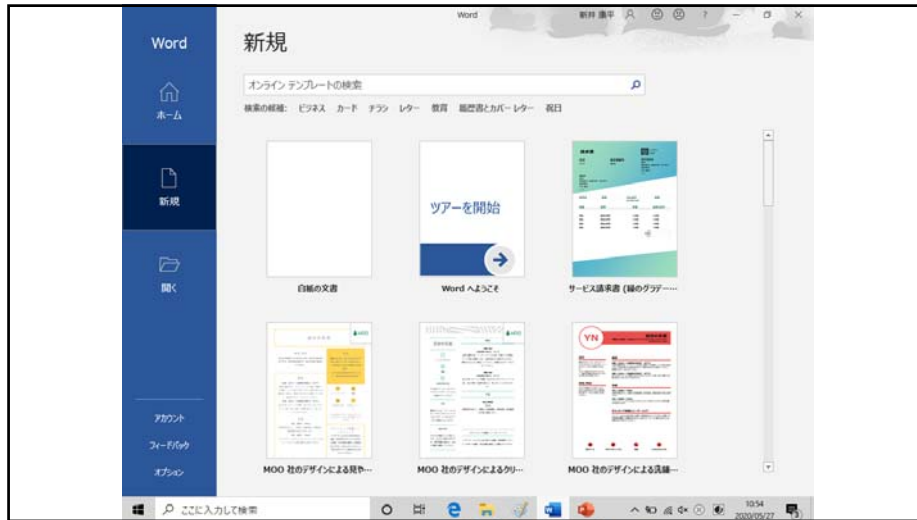 Word
新井 康平
?
Word
新規
オンライン テンプレートの検索
検索の候補: ビジネス カード チラシ レター 教育 履歴書とカバー レター 祝日
ホーム
新規
開く
ツアーを開始
白紙の文書
Word へようこそ
サービス請求書 (緑のグラデー…
YN
MOO 社のデザインによる見や…
MOO 社のデザインによるクリ…
MOO 社のデザインによる洗練…
アカウント
フィードバック
オプション
ここに入力して検索
10:54
2020/05/27